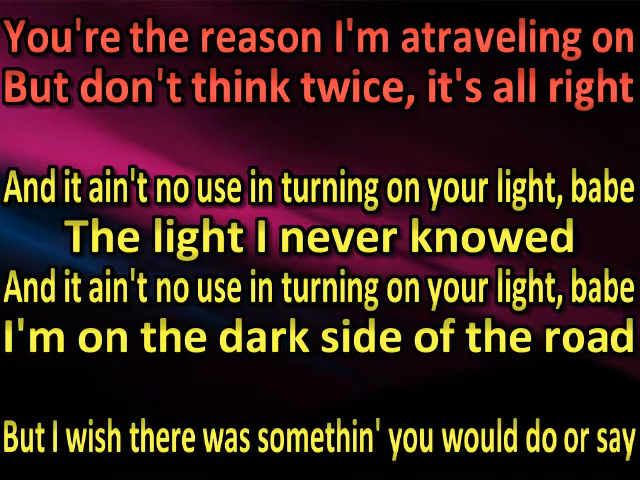 You're the reason I'm atraveling on
But don't think twice, it's all right
And it ain't no use in turning on your light, babe
The light I never knowed
And it ain't no use in turning on your light, babe
I'm on the dark side of the road
But I wish there was somethin' you would do or say